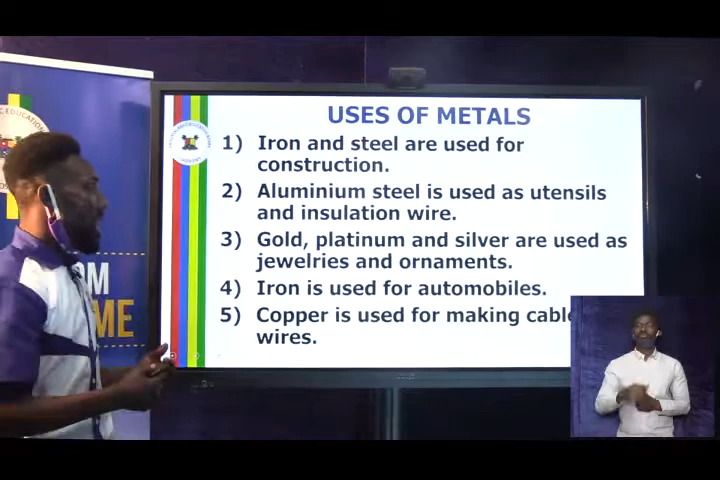 USES OF METALS
1) Iron and steel are used for
construction.
2) Aluminium steel is used as utensils
and insulation wire.
3) Gold, platinum and silver are used as
jewelries and ornaments.
4) Iron is used for automobiles.
5) Copper is used for making
wires.